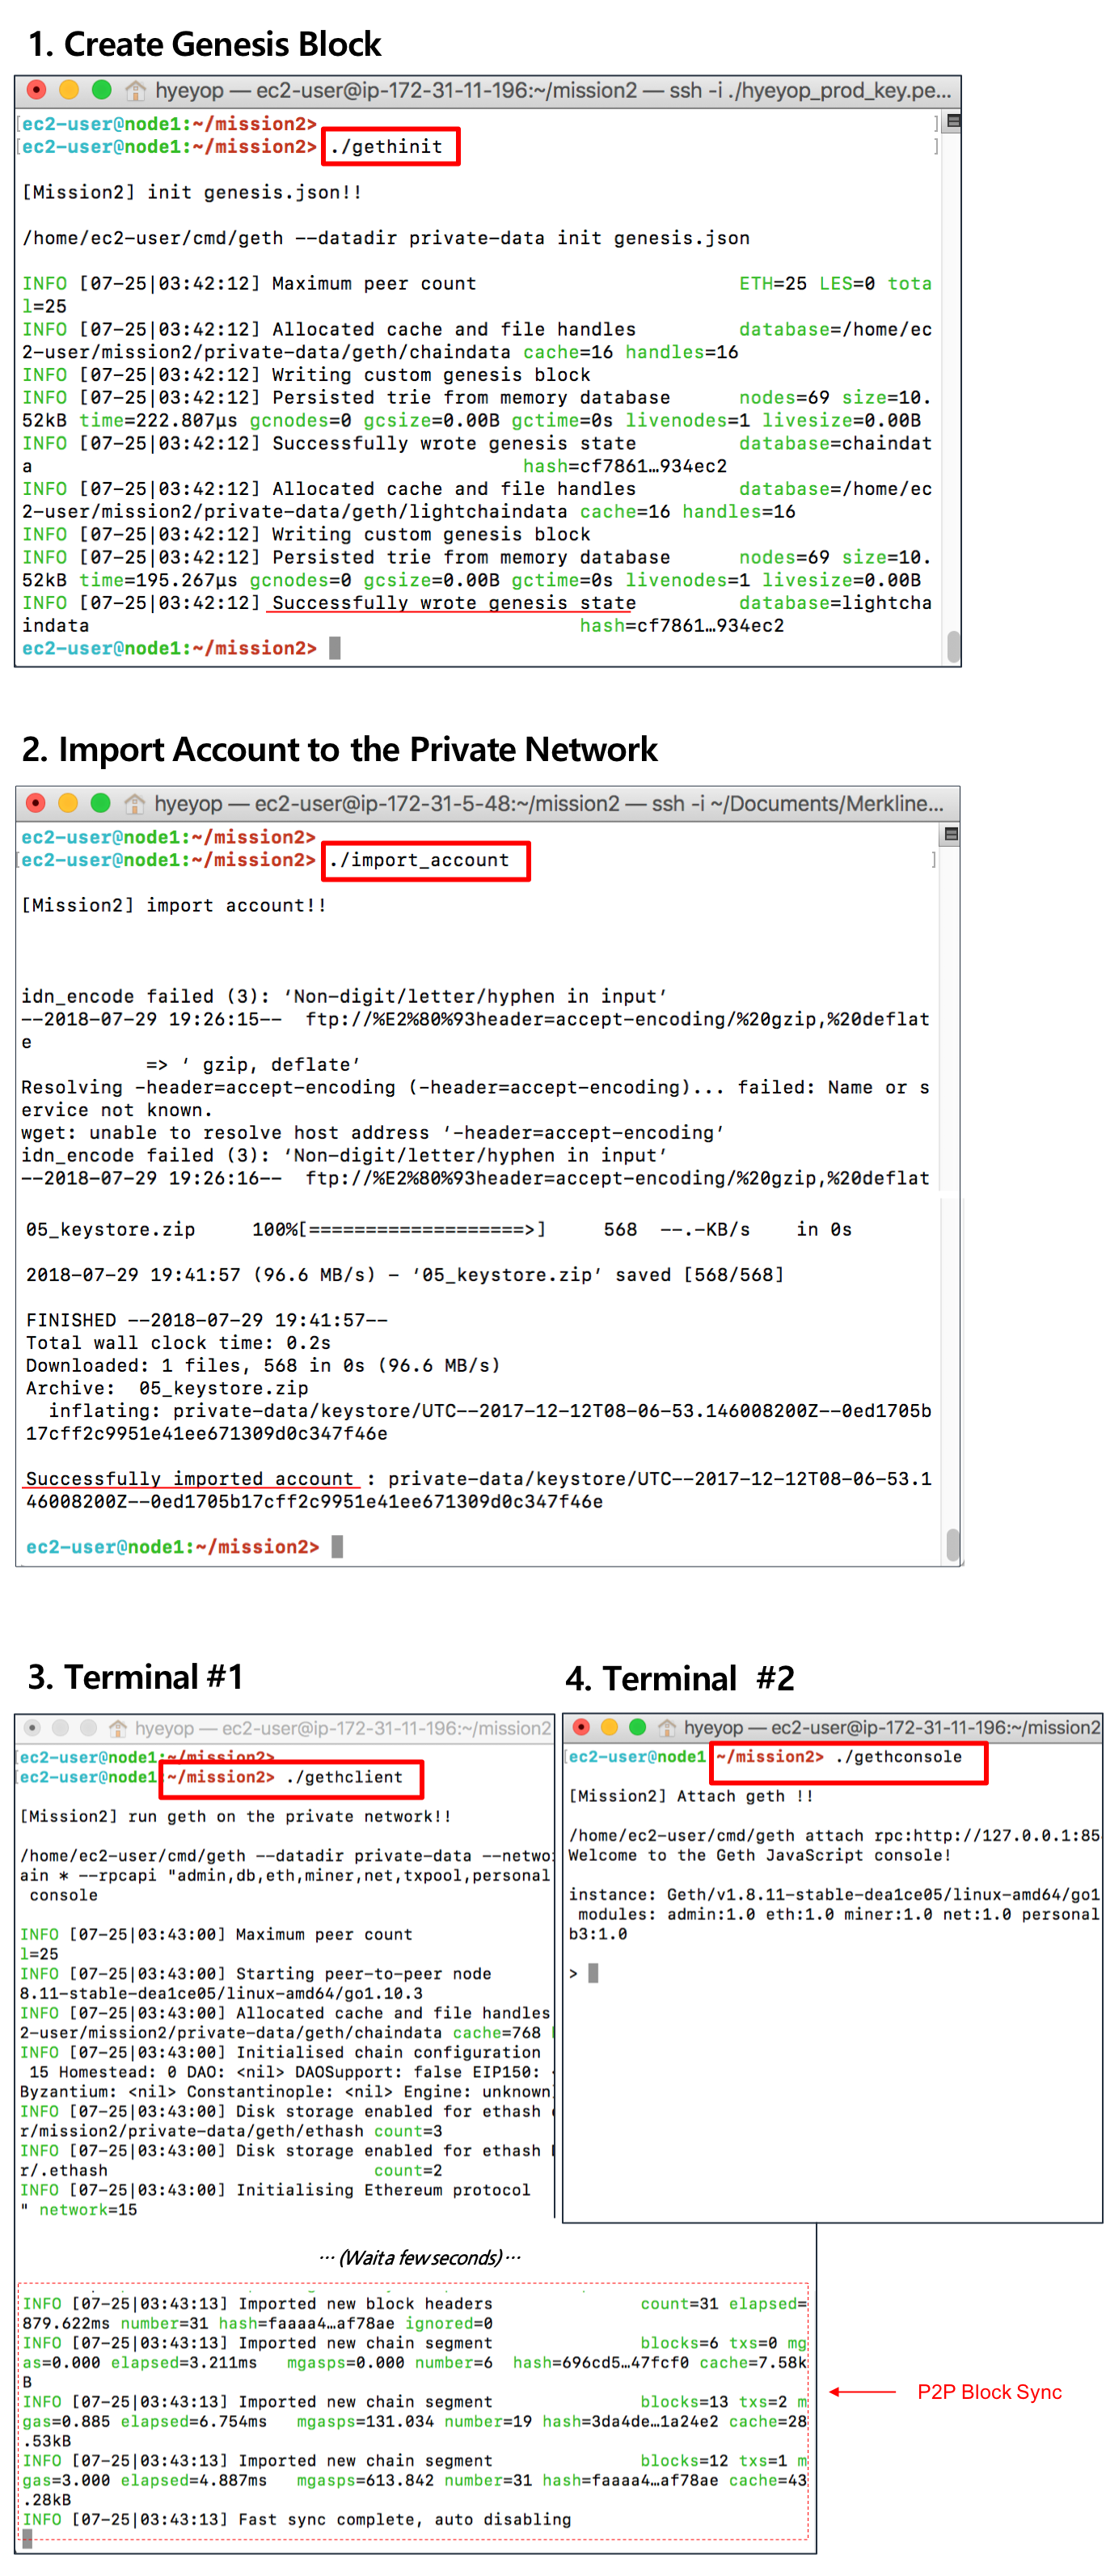 1. Create Genesis Block
hyeyop — ec2-user@ip-172-31-11-196:~/mission2 — ssh -i ./hyeyop_prod_key.pe...
[ec2-user@node1:~/mission2> ]
[ec2-user@node1:~/mission2> ./gethinit ]
[Mission2] init genesis.json!!
/home/ec2-user/cmd/geth --datadir private-data init genesis.json
INFO [07-25|03:42:12] Maximum peer count ETH=25 LES=0 tota
l=25
INFO [07-25|03:42:12] Allocated cache and file handles database=/home/ec
2-user/mission2/private-data/geth/chaindata cache=16 handles=16
INFO [07-25|03:42:12] Writing custom genesis block
INFO [07-25|03:42:12] Persisted trie from memory database nodes=69 size=10.
52kB time=222.807µs gcnodes=0 gcsize=0.00B gctime=0s livenodes=1 livesize=0.00B
INFO [07-25|03:42:12] Successfully wrote genesis state database=chaindat
a hash=cf7861…934ec2
INFO [07-25|03:42:12] Allocated cache and file handles database=/home/ec
2-user/mission2/private-data/geth/lightchaindata cache=16 handles=16
INFO [07-25|03:42:12] Writing custom genesis block
INFO [07-25|03:42:12] Persisted trie from memory database nodes=69 size=10.
52kB time=195.267µs gcnodes=0 gcsize=0.00B gctime=0s livenodes=1 livesize=0.00B
INFO [07-25|03:42:12] Successfully wrote genesis state database=lightcha
indata hash=cf7861…934ec2
ec2-user@node1:~/mission2>
2. Import Account to the Private Network
hyeyop — ec2-user@ip-172-31-5-48:~/mission2 — ssh -i ~/Documents/Merkline...
ec2-user@node1:~/mission2>
[ec2-user@node1:~/mission2> ./import_account ]
[Mission2] import account!!
idn_encode failed (3): ‘Non-digit/letter/hyphen in input’
--2018-07-29 19:26:15-- ftp://%E2%80%93header=accept-encoding/%20gzip,%20deflat
e
=> ‘ gzip, deflate’
Resolving -header=accept-encoding (-header=accept-encoding)... failed: Name or s
ervice not known.
wget: unable to resolve host address ‘-header=accept-encoding’
idn_encode failed (3): ‘Non-digit/letter/hyphen in input’
--2018-07-29 19:26:16-- ftp://%E2%80%93header=accept-encoding/%20gzip,%20deflat
05_keystore.zip 100%[===================>] 568 --.-KB/s in 0s
2018-07-29 19:41:57 (96.6 MB/s) - ‘05_keystore.zip’ saved [568/568]
FINISHED --2018-07-29 19:41:57--
Total wall clock time: 0.2s
Downloaded: 1 files, 568 in 0s (96.6 MB/s)
Archive: 05_keystore.zip
inflating: private-data/keystore/UTC--2017-12-12T08-06-53.146008200Z--0ed1705b
17cff2c9951e41ee671309d0c347f46e
Successfully imported account : private-data/keystore/UTC--2017-12-12T08-06-53.1
46008200Z--0ed1705b17cff2c9951e41ee671309d0c347f46e
ec2-user@node1:~/mission2>
3. Terminal #1
hyeyop — ec2-user@ip-172-31-11-196:~/mission2
ec2-user@node1:~/mission2>
[ec2-user@node1:~/mission2> ./gethclient
[Mission2] run geth on the private network!!
/home/ec2-user/cmd/geth --datadir private-data --netwo
ain * --rpcapi "admin,db,eth,miner,net,txpool,personal
console
INFO [07-25|03:43:00] Maximum peer count
l=25
INFO [07-25|03:43:00] Starting peer-to-peer node
8.11-stable-dea1ce05/linux-amd64/go1.10.3
INFO [07-25|03:43:00] Allocated cache and file handles
2-user/mission2/private-data/geth/chaindata cache=768
INFO [07-25|03:43:00] Initialised chain configuration
15 Homestead: 0 DAO: <nil> DAOSupport: false EIP150: <
Byzantium: <nil> Constantinople: <nil> Engine: unknown
INFO [07-25|03:43:00] Disk storage enabled for ethash
r/mission2/private-data/geth/ethash count=3
INFO [07-25|03:43:00] Disk storage enabled for ethash
r/.ethash count=2
INFO [07-25|03:43:00] Initialising Ethereum protocol
" network=15
4. Terminal #2
hyeyop — ec2-user@ip-172-31-11-196:~/mission2
[ec2-user@node1 ~/mission2> ./gethconsole
[Mission2] Attach geth !!
/home/ec2-user/cmd/geth attach rpc:http://127.0.0.1:85
Welcome to the Geth JavaScript console!
instance: Geth/v1.8.11-stable-dea1ce05/linux-amd64/go1
modules: admin:1.0 eth:1.0 miner:1.0 net:1.0 personal
b3:1.0
>
… (Wait a few seconds) …
INFO [07-25|03:43:13] Imported new block headers count=31 elapsed=
879.622ms number=31 hash=faaaa4…af78ae ignored=0
INFO [07-25|03:43:13] Imported new chain segment blocks=6 txs=0 mg
as=0.000 elapsed=3.211ms mgasps=0.000 number=6 hash=696cd5…47fcf0 cache=7.58k
B
INFO [07-25|03:43:13] Imported new chain segment blocks=13 txs=2 m
gas=0.885 elapsed=6.754ms mgasps=131.034 number=19 hash=3da4de…1a24e2 cache=28
.53kB
INFO [07-25|03:43:13] Imported new chain segment blocks=12 txs=1 m
gas=3.000 elapsed=4.887ms mgasps=613.842 number=31 hash=faaaa4…af78ae cache=43
.28kB
INFO [07-25|03:43:13] Fast sync complete, auto disabling
P2P Block Sync